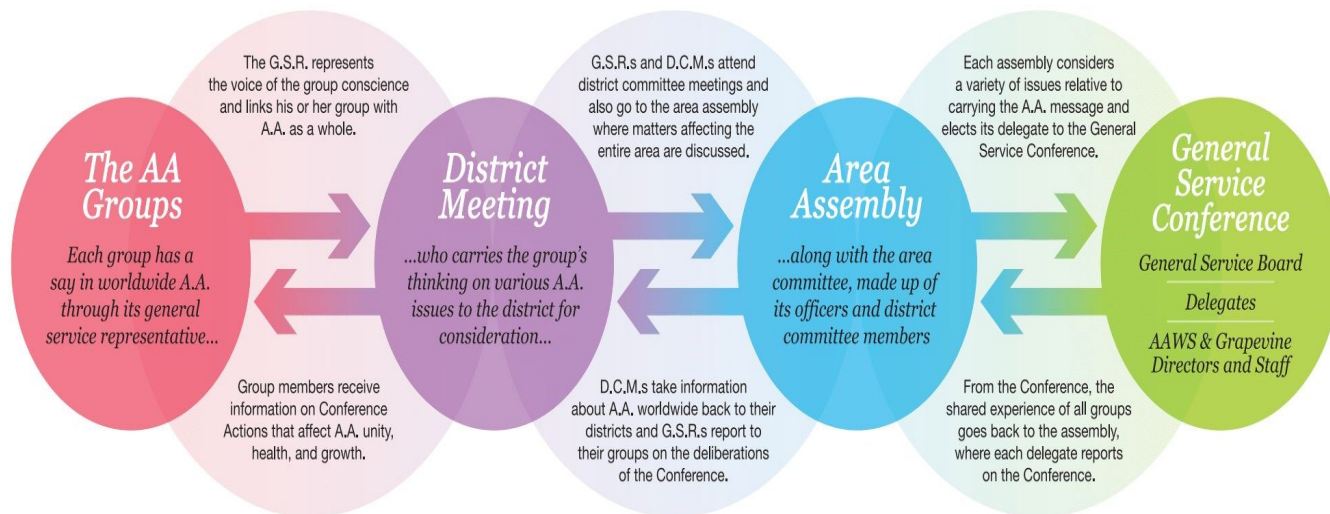 The G.S.R. represents
the voice of the group conscience
and links his or her group with
A.A. as a whole.
G.S.R.s and D.C.M.s attend
district committee meetings and
also go to the area assembly
where matters affecting the
entire area are discussed.
Each assembly considers
a variety of issues relative to
carrying the A.A. message and
elects its delegate to the General
Service Conference.
The AA
Groups
Each group has a
say in worldwide A.A.
through its general
service representative...
District
Meeting
...who carries the group's
thinking on various A.A.
issues to the district for
consideration...
Area
Assembly
...along with the area
committee, made up of
its officers and district
committee members
General
Service
Conference
General Service Board
Delegates
AAWS & Grapevine
Directors and Staff
Group members receive
information on Conference
Actions that affect A.A. unity,
health, and growth.
D.C.M.s take information
about A.A. worldwide back to their
districts and G.S.R.s report to
their groups on the deliberations
of the Conference.
From the Conference, the
shared experience of all groups
goes back to the assembly,
where each delegate reports
on the Conference.